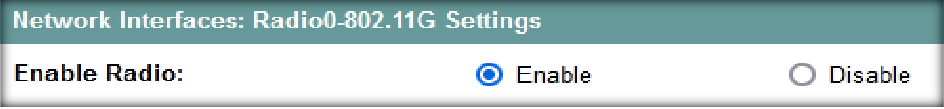 Network Interfaces: Radio0-802.11G Settings
Enable Radio: Enable Disable